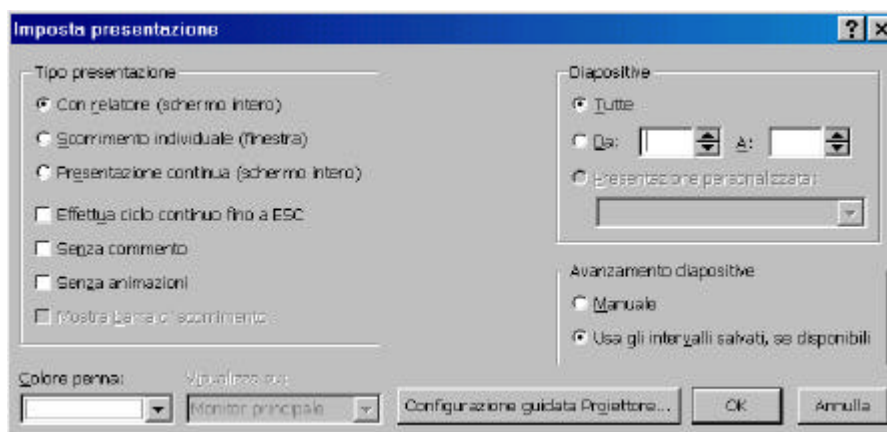 Imposta presentazione
Tipo presentazione
Con relatore (schermo intero)
Scorrimento individuale (finestra)
Presentazione continua (schermo intero)
Effettua ciclo continuo fino a ESC
Senza commento
Senza animazioni
Mostra barra di scorrimento
Diapositive
Tutte
Da: A:
Presentazione personalizzata:
Avanzamento diapositive
Manuale
Usa gli intervalli salvati, se disponibili
Colore penna:
Visualizza su:
Monitor principale
Configurazione guidata Proiettore...
OK
Annulla